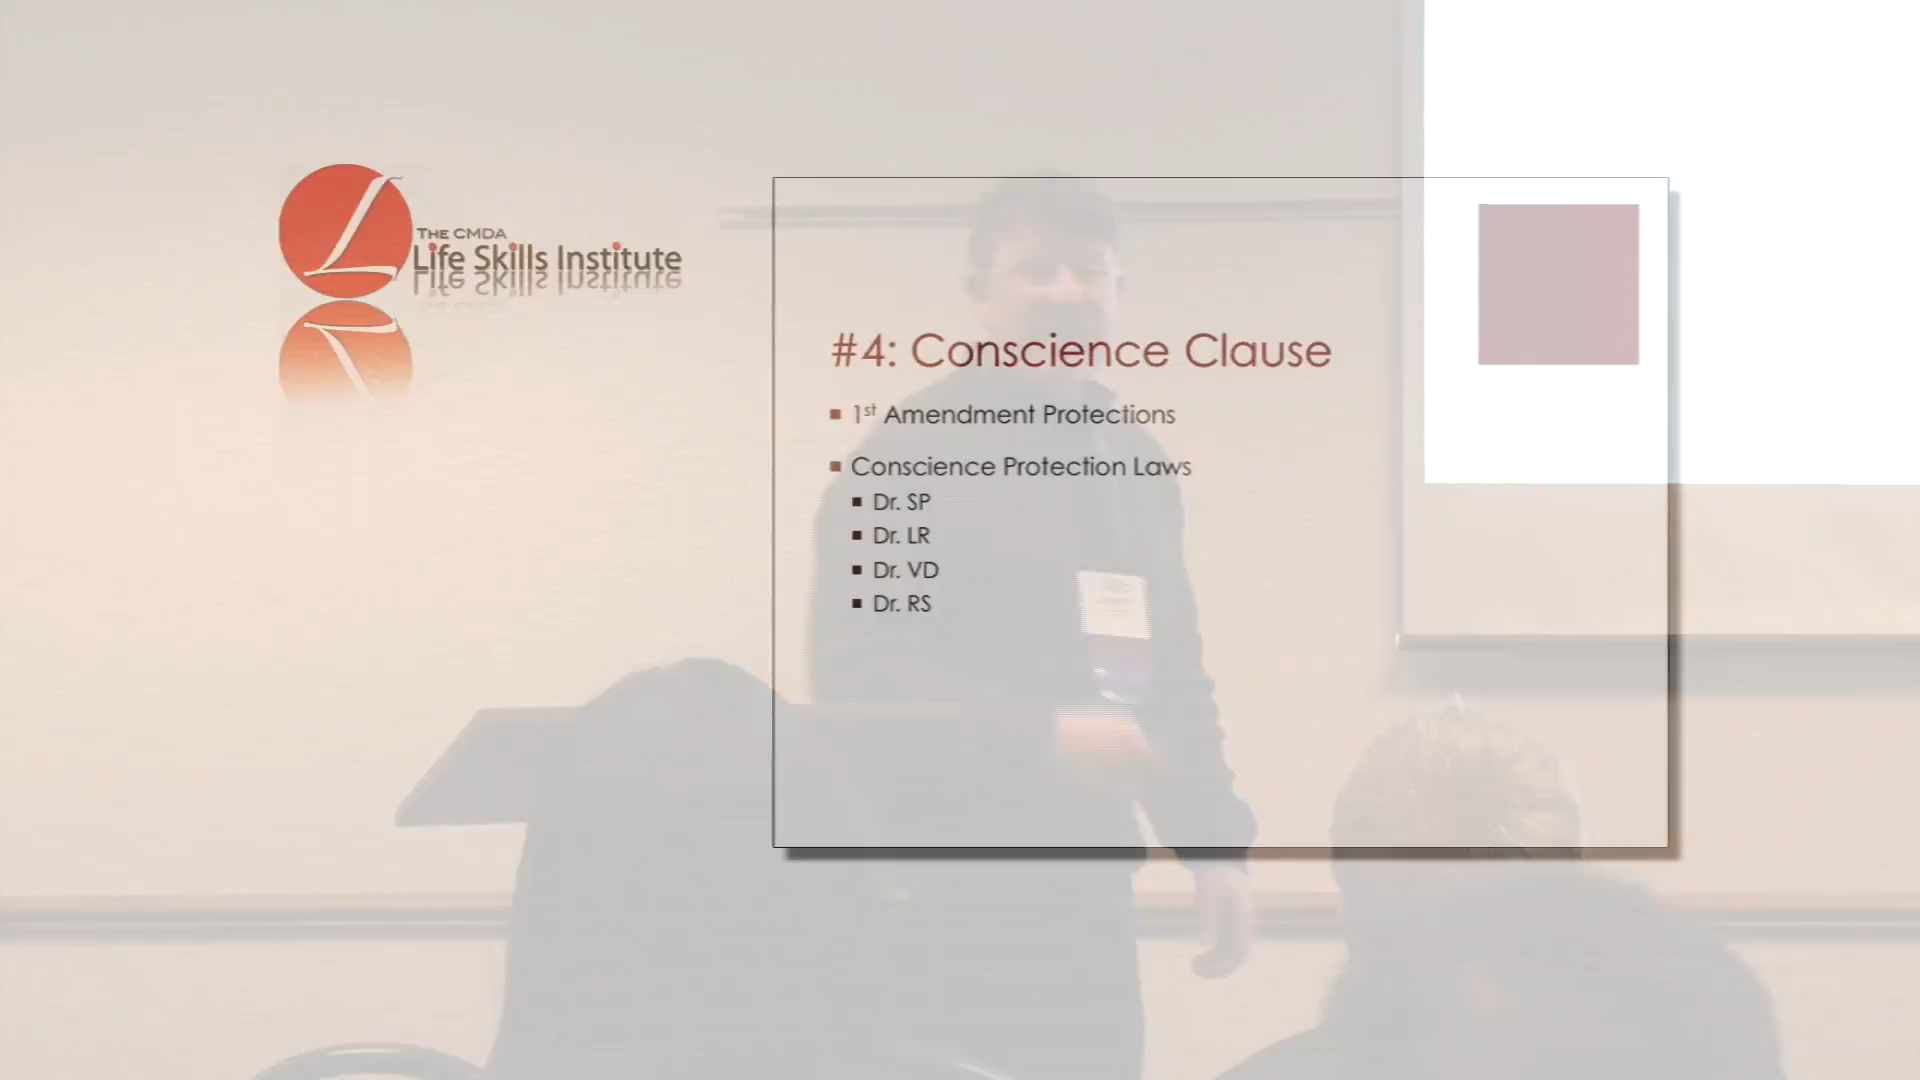 THE CMDA
Life Skills Institute
#4: Conscience Clause
1st Amendment Protections
Conscience Protection Laws
Dr. SP
Dr. LR
Dr. VD
Dr. RS